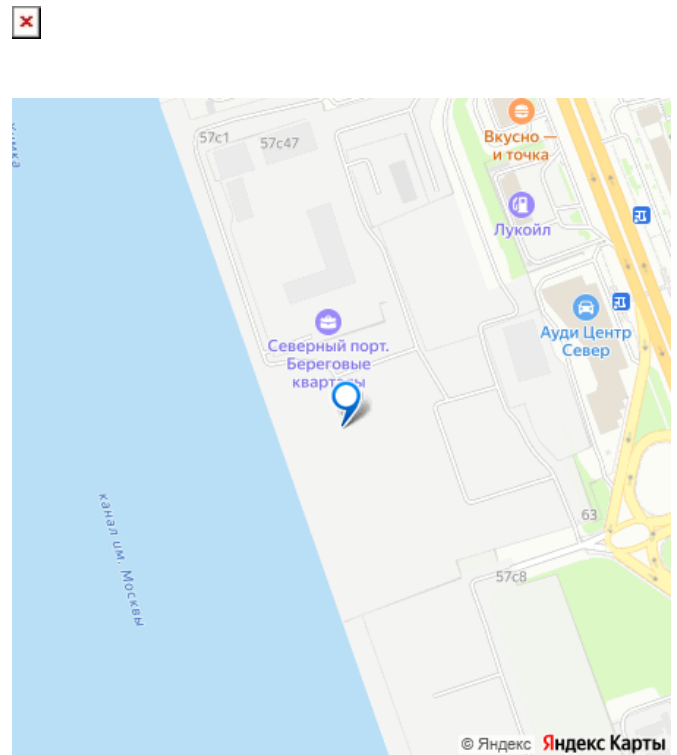 Химка
57с1
57с47
Вкусно —
и точка
Лукойл
Северный порт.
Береговые
кварталы
Ауди Центр
Север
канал им. Москвы
63
57с8
© Яндекс Яндекс Карты